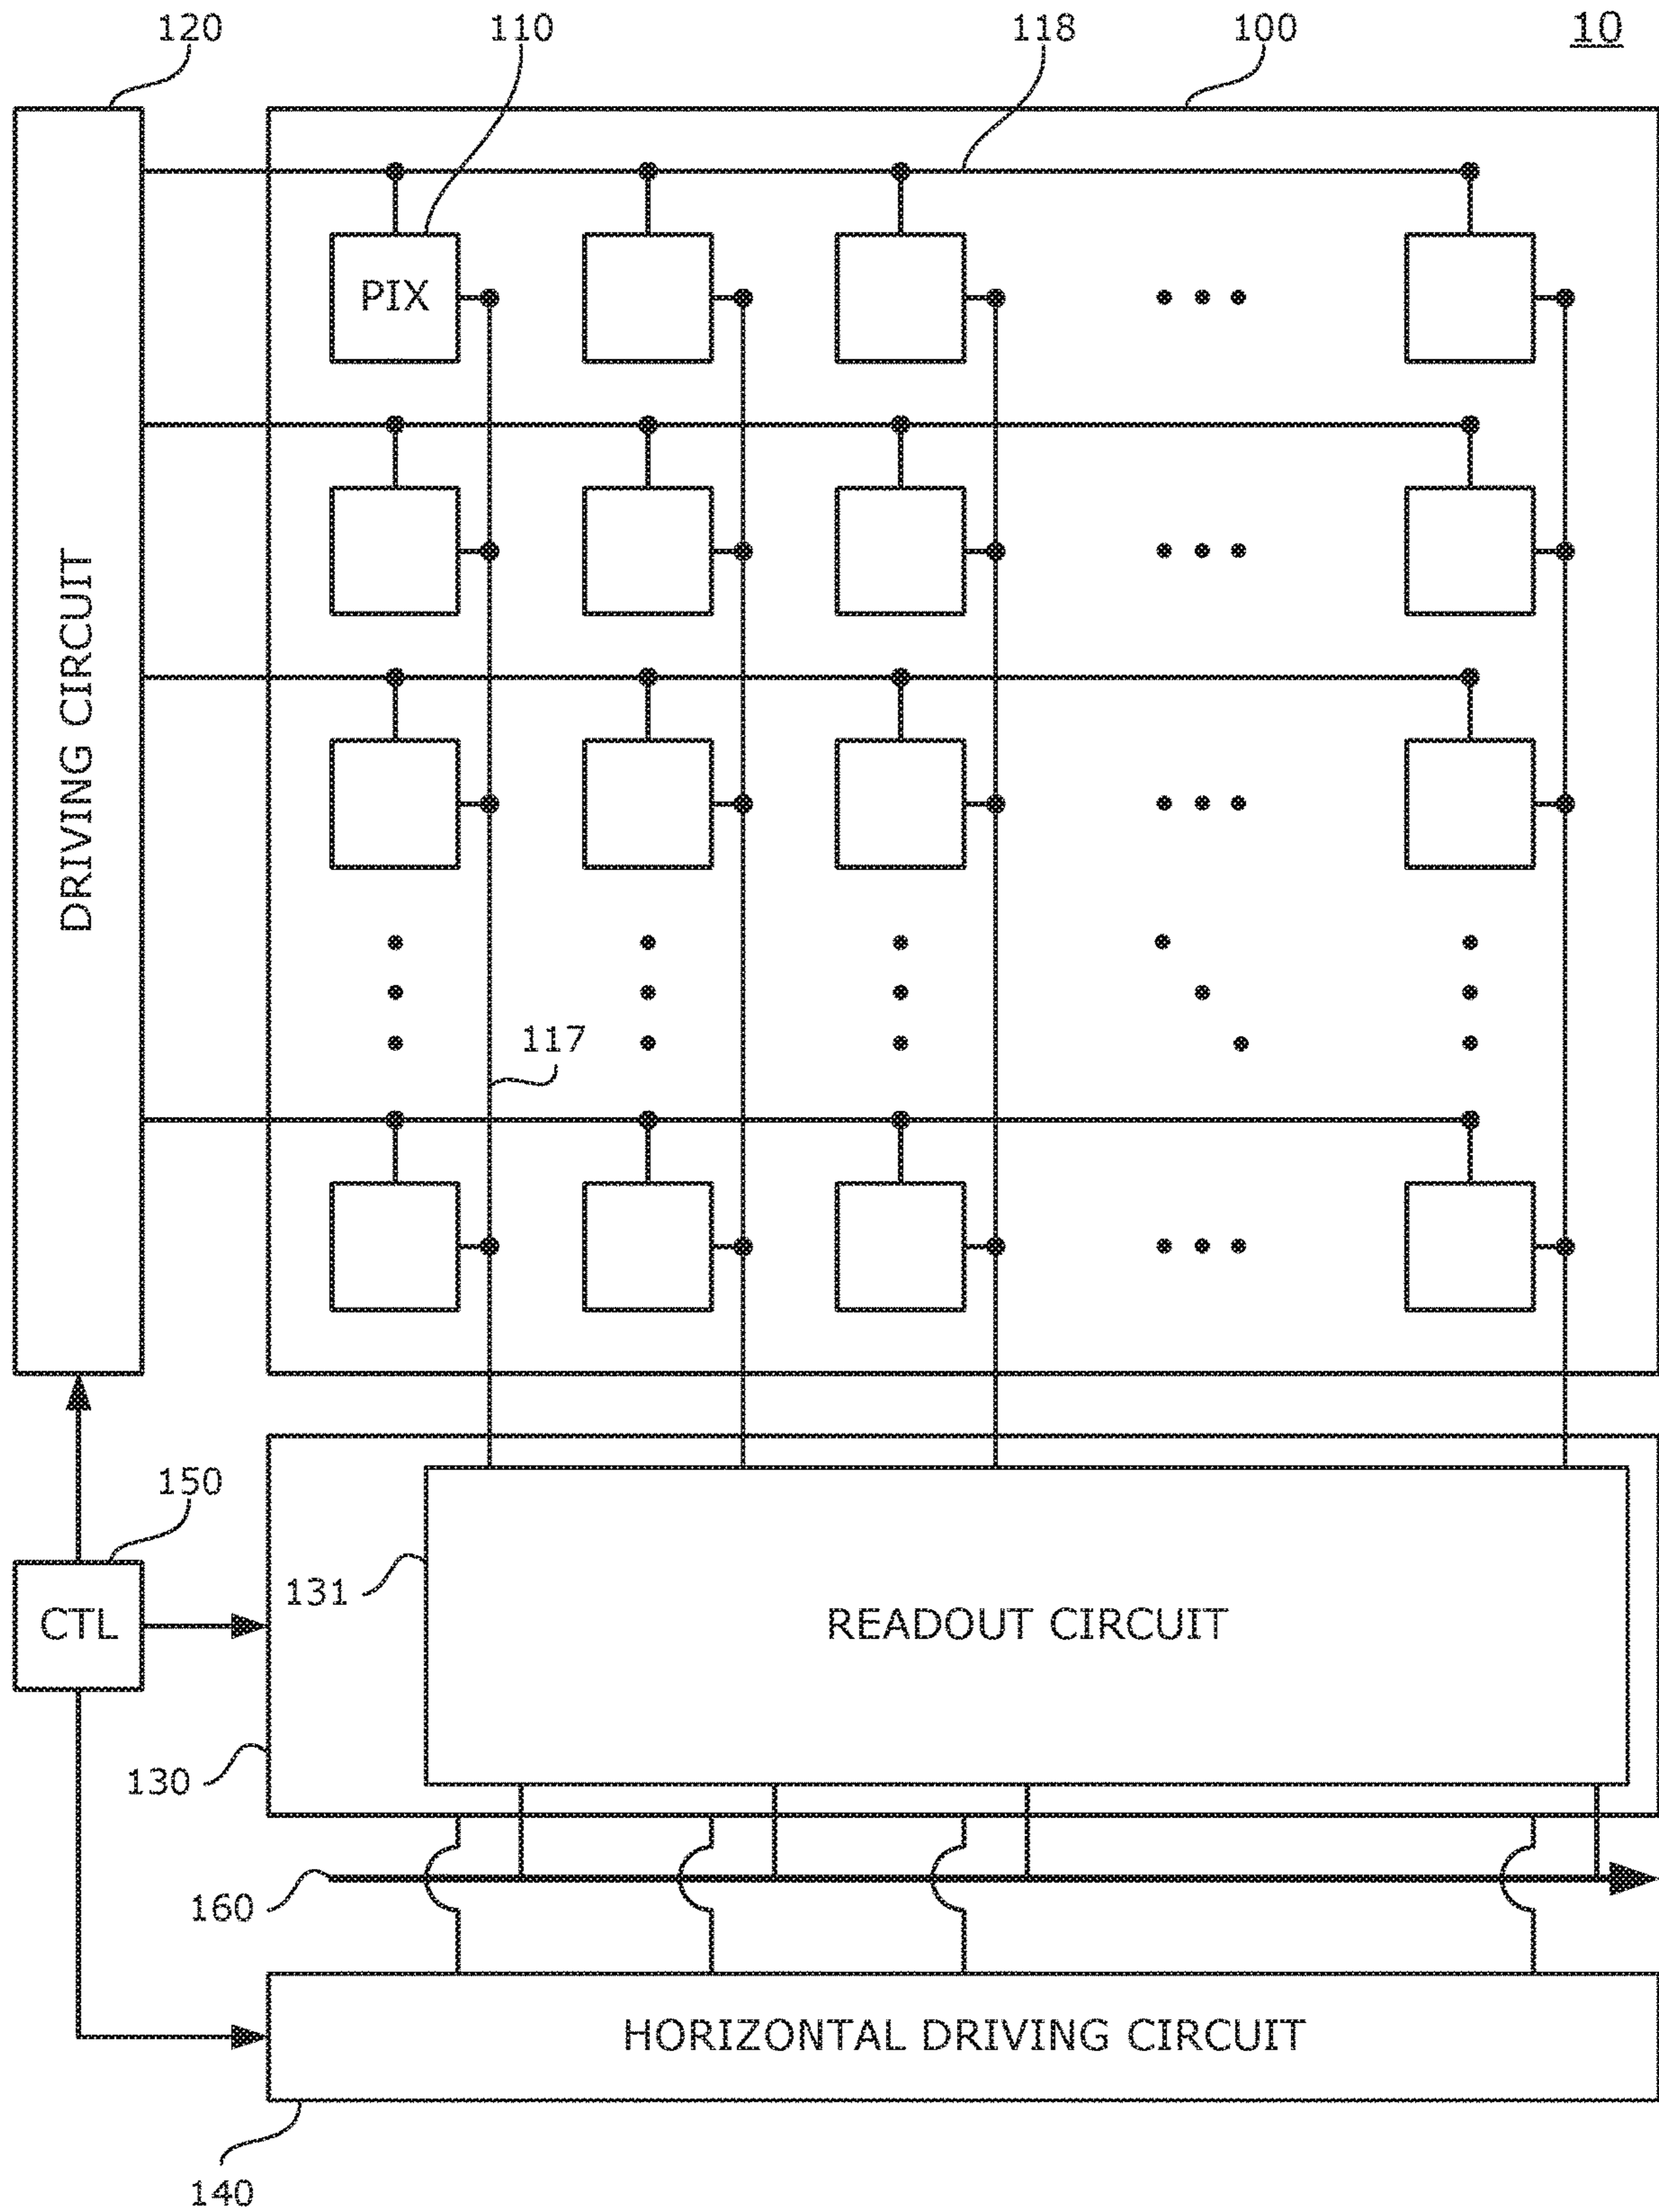 120
110
118
100
10
PIX
DRIVING CIRCUIT
117
150
131
CTL
READOUT CIRCUIT
130
160
HORIZONTAL DRIVING CIRCUIT
140